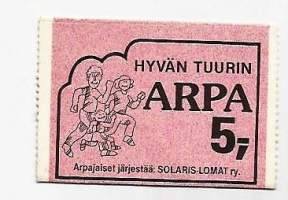 HYVÄN TUURIN
ARPA
5,-
Arpajaiset järjestää: SOLARIS-LOMAT ry.